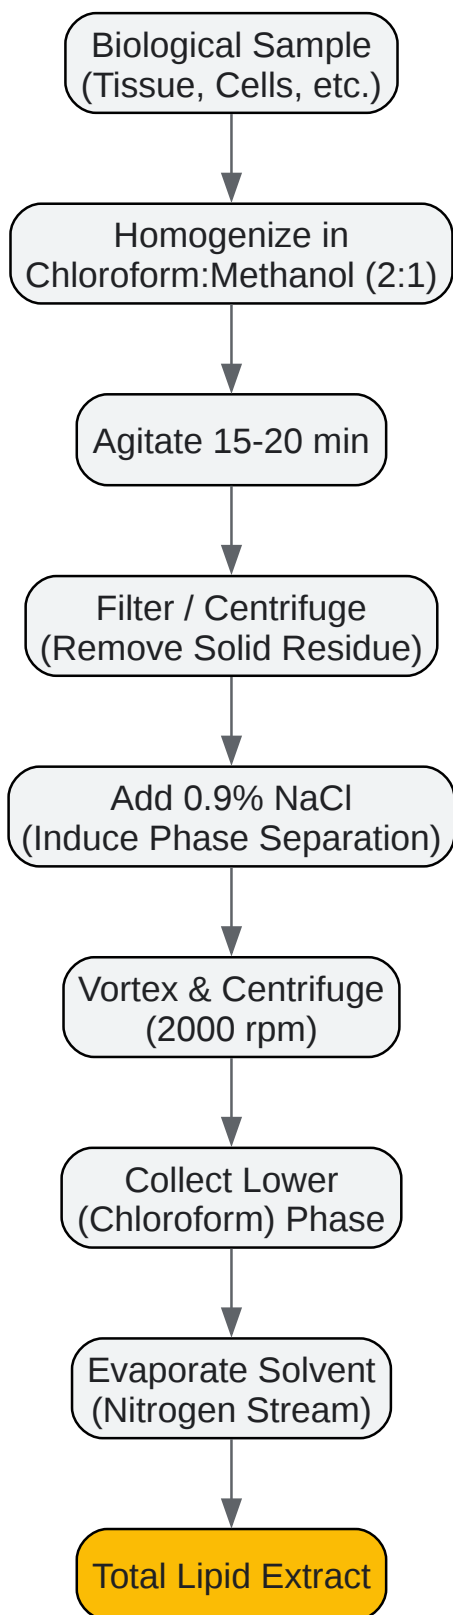 Biological Sample
(Tissue, Cells, etc.)
Homogenize in
Chloroform:Methanol (2:1)
Agitate 15-20 min
Filter / Centrifuge
(Remove Solid Residue)
Add 0.9% NaCl
(Induce Phase Separation)
Vortex & Centrifuge
(2000 rpm)
Collect Lower
(Chloroform) Phase
Evaporate Solvent
(Nitrogen Stream)
Total Lipid Extract